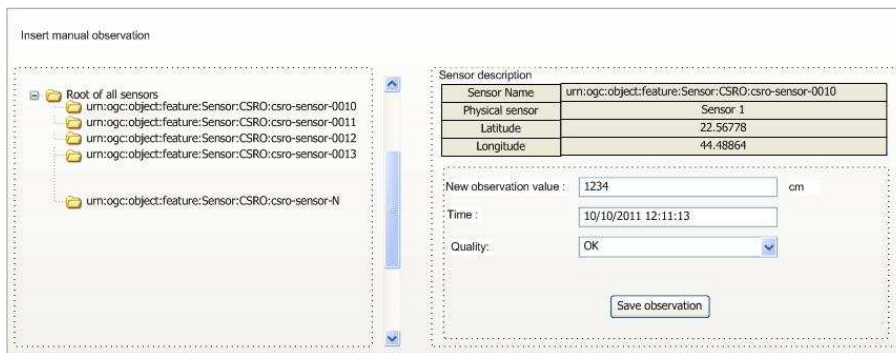 Insert manual observation
Root of all sensors
urn:ogc:object:feature:Sensor:CSRO:csro-sensor-0010
urn:ogc:object:feature:Sensor:CSRO:csro-sensor-0011
urn:ogc:object:feature:Sensor:CSRO:csro-sensor-0012
urn:ogc:object:feature:Sensor:CSRO:csro-sensor-0013
urn:ogc:object:feature:Sensor:CSRO:csro-sensor-N
Sensor description
Sensor Name urn:ogc:object:feature:Sensor:CSRO:csro-sensor-0010
Physical sensor Sensor 1
Latitude 22.56778
Longitude 44.48864
New observation value : 1234 cm
Time : 10/10/2011 12:11:13
Quality: OK
Save observation